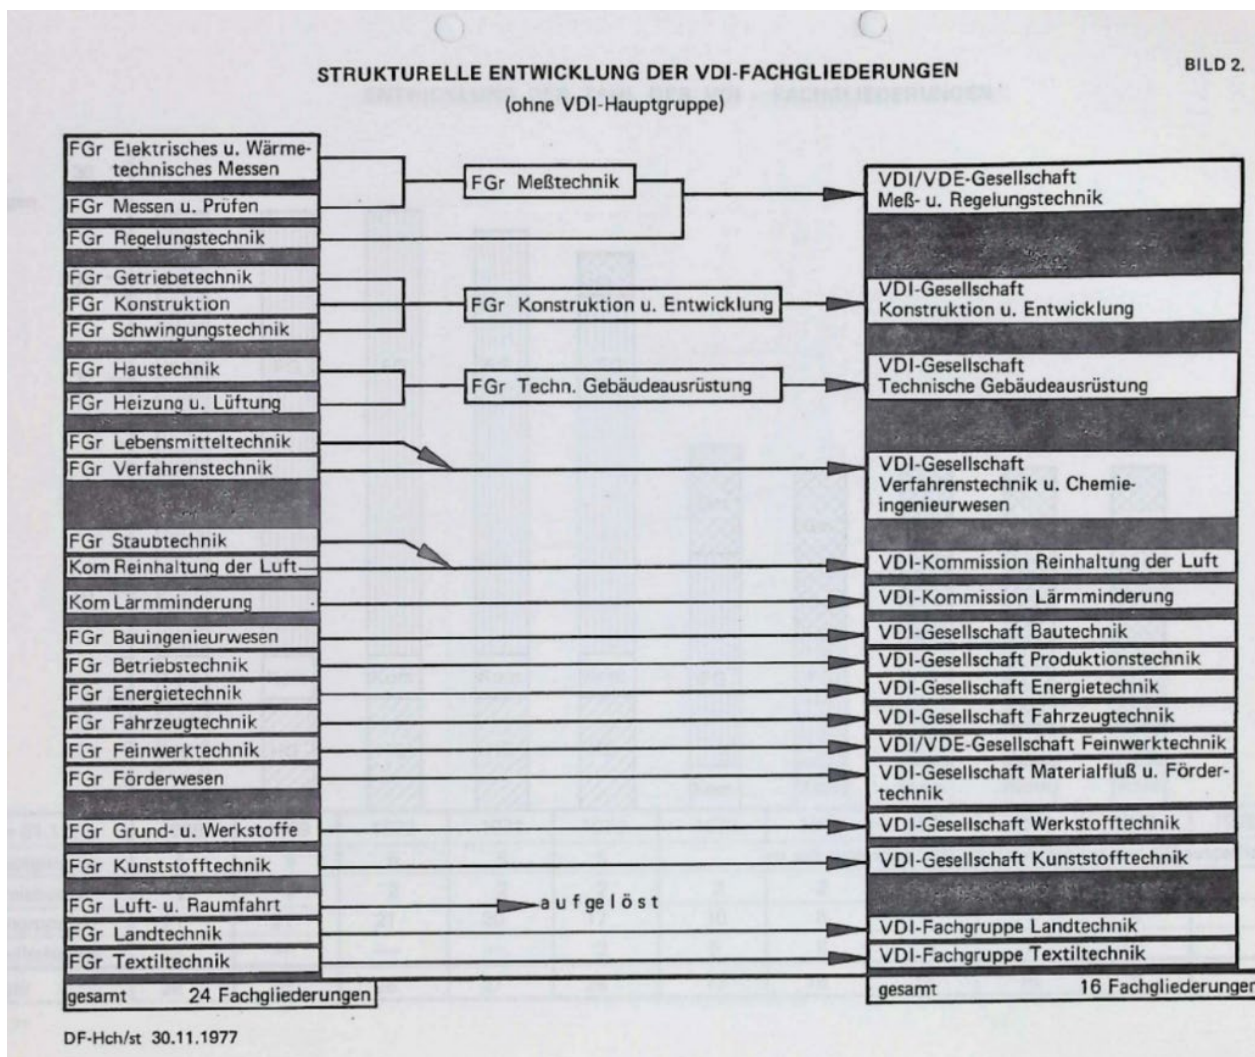 STRUKTURELLE ENTWICKLUNG DER VDI-FACHGLIEDERUNGEN
BILD 2.
(ohne VDI-Hauptgruppe)
FGr Elektrisches u. Wärme-
technisches Messen
FGr Messen u. Prüfen
FGr Regelungstechnik
FGr Getriebetechnik
FGr Konstruktion
FGr Schwingungstechnik
FGr Haustechnik
FGr Heizung u. Lüftung
FGr Lebensmitteltechnik
FGr Verfahrenstechnik
FGr Staubtechnik
Kom Reinhaltung der Luft
Kom Lärmminderung
FGr Bauingenieurwesen
FGr Betriebstechnik
FGr Energietechnik
FGr Fahrzeugtechnik
FGr Feinwerktechnik
FGr Förderwesen
FGr Grund- u. Werkstoffe
FGr Kunststofftechnik
FGr Luft- u. Raumfahrt
FGr Landtechnik
FGr Textiltechnik
gesamt 24 Fachgliederungen
FGr Meßtechnik
FGr Konstruktion u. Entwicklung
FGr Techn. Gebäudeausrüstung
aufgelöst
VDI/VDE-Gesellschaft
Meß- u. Regelungstechnik
VDI-Gesellschaft
Konstruktion u. Entwicklung
VDI-Gesellschaft
Technische Gebäudeausrüstung
VDI-Gesellschaft
Verfahrenstechnik u. Chemie-
ingenieurwesen
VDI-Kommission Reinhaltung der Luft
VDI-Kommission Lärmminderung
VDI-Gesellschaft Bautechnik
VDI-Gesellschaft Produktionstechnik
VDI-Gesellschaft Energietechnik
VDI-Gesellschaft Fahrzeugtechnik
VDI/VDE-Gesellschaft Feinwerktechnik
VDI-Gesellschaft Materialfluß u. Förder-
technik
VDI-Gesellschaft Werkstofftechnik
VDI-Gesellschaft Kunststofftechnik
VDI-Fachgruppe Landtechnik
VDI-Fachgruppe Textiltechnik
gesamt 16 Fachgliederungen
DF-Hch/st 30.11.1977